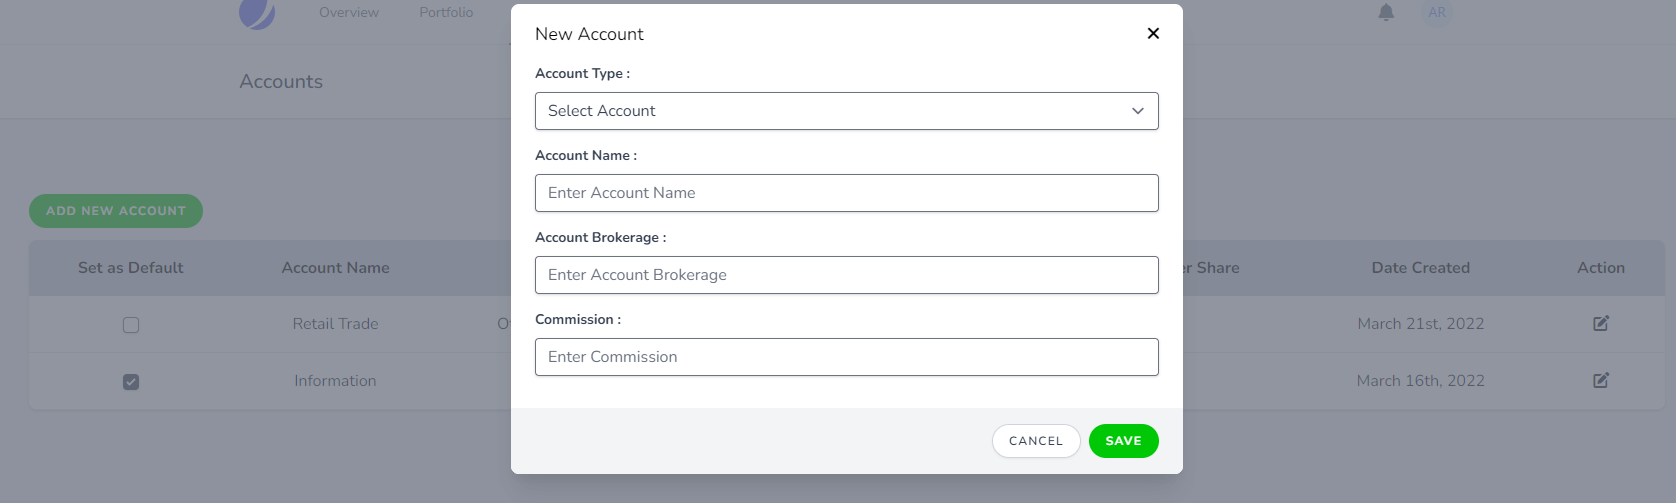 Overview Portfolio
AR
Accounts
New Account
Account Type :
Select Account
Account Name :
Enter Account Name
Account Brokerage :
Enter Account Brokerage
Commission :
Enter Commission
CANCEL SAVE
ADD NEW ACCOUNT
Set as Default Account Name Share Date Created Action
Retail Trade March 21st, 2022
Information March 16th, 2022